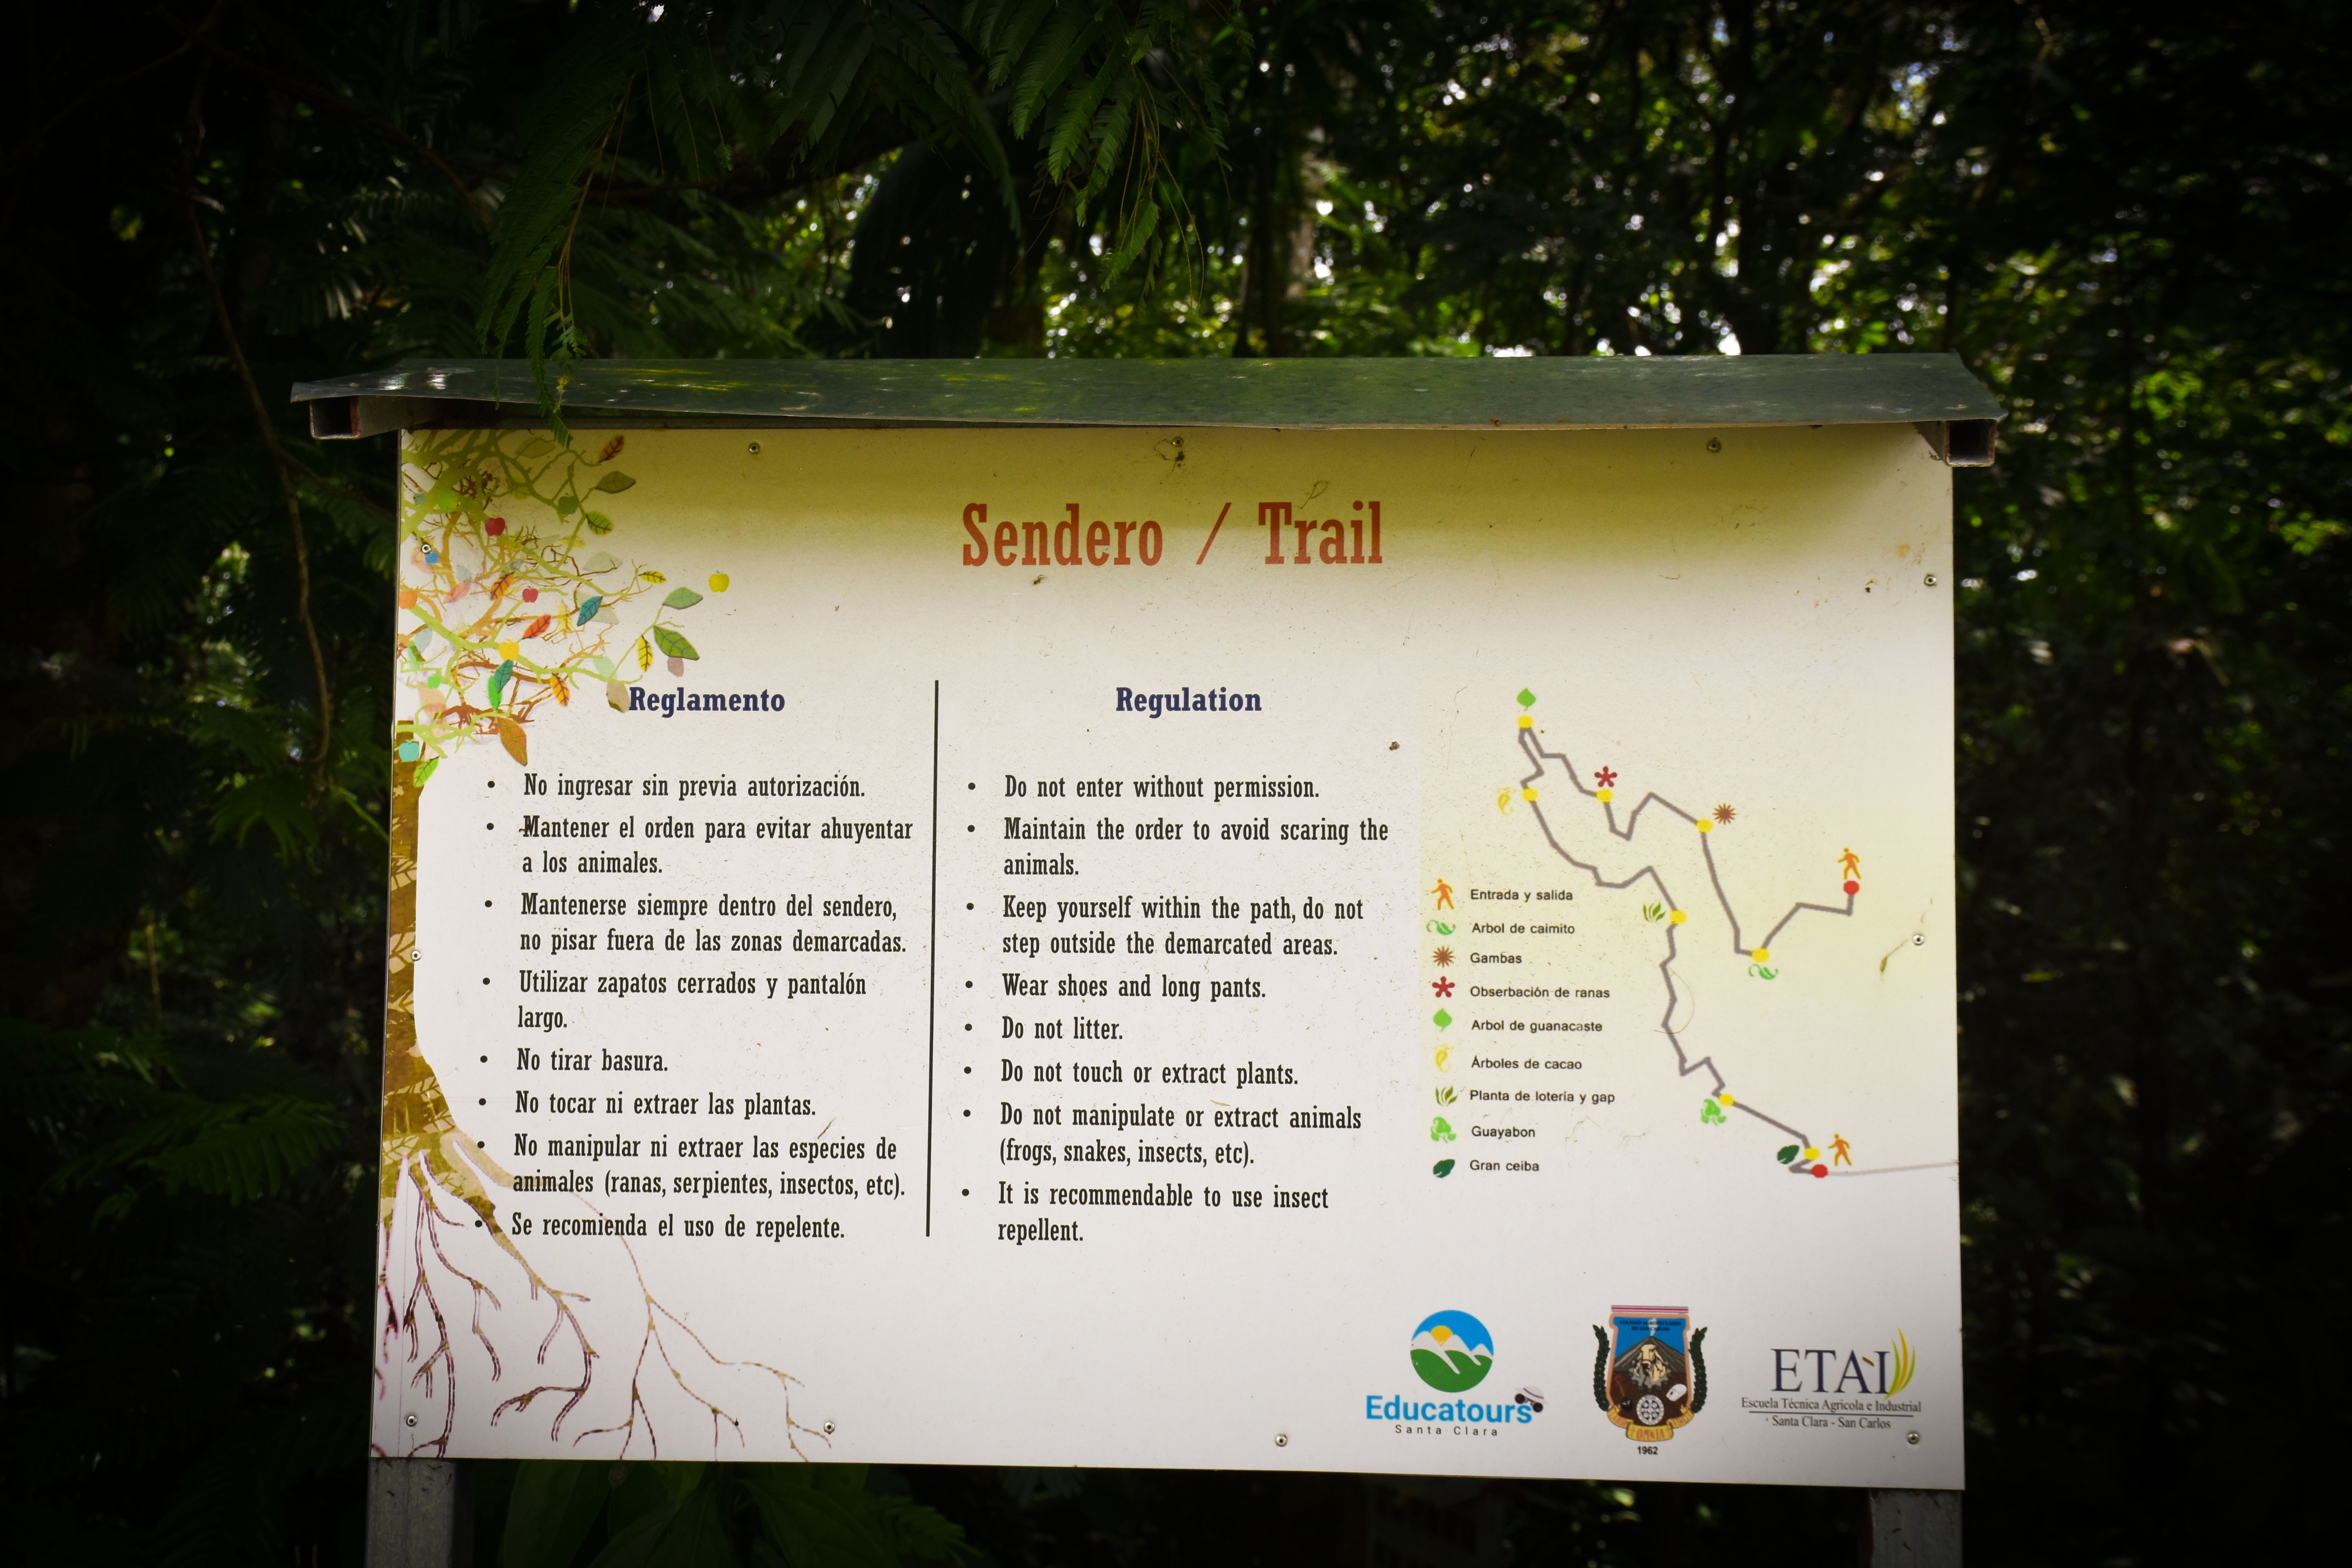 Sendero / Trail
Reglamento
• No ingresar sin previa autorización.
• Mantener el orden para evitar ahuyentar
a los animales.
• Mantenerse siempre dentro del sendero,
no pisar fuera de las zonas demarcadas.
• Utilizar zapatos cerrados y pantalón
largo.
• No tirar basura.
• No tocar ni extraer las plantas.
• No manipular ni extraer las especies de
animales (ranas, serpientes, insectos, etc).
• Se recomienda el uso de repelente.
Regulation
• Do not enter without permission.
• Maintain the order to avoid scaring the
animals.
• Keep yourself within the path, do not
step outside the demarcated areas.
• Wear shoes and long pants.
• Do not litter.
• Do not touch or extract plants.
• Do not manipulate or extract animals
(frogs, snakes, insects, etc).
• It is recommendable to use insect
repellent.
Entrada y salida
Arbol de caimito
Gambas
Obserbación de ranas
Arbol de guanacaste
Árboles de cacao
Planta de lotería y gap
Guayabon
Gran ceiba
Educatours
Santa Clara
OMNIA
1962
ETAI
Escuela Técnica Agrícola e Industrial
Santa Clara - San Carlos